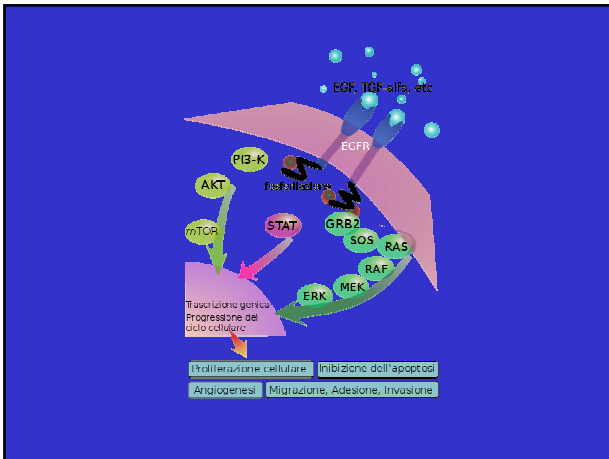 EGF, TGF-alfa, etc
EGFR
PI3-K
fosforilazione
AKT
mTOR
STAT
GRB2
SOS
RAS
RAF
MEK
ERK
Trascrizione genica
Progressione del
ciclo cellulare
Proliferazione cellulare
Inibizione dell'apoptosi
Angiogenesi
Migrazione, Adesione, Invasione